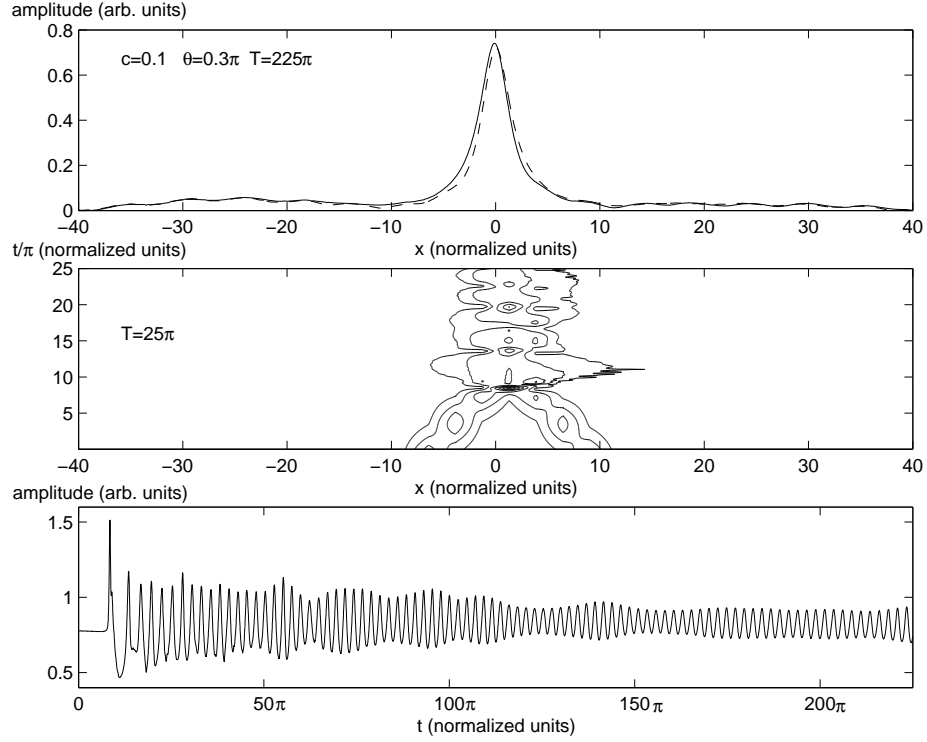 amplitude (arb. units)
0.8
0.6
0.4
0.2
0
c=0.1 θ=0.3π T=225π
−40 −30 −20 −10 0 10 20 30 40
t/π (normalized units)
x (normalized units)
25
20
15
10
5
T=25π
−40 −30 −20 −10 0 10 20 30 40
amplitude (arb. units)
x (normalized units)
1.5
1
0.5
0 50π 100π 150π 200π
t (normalized units)